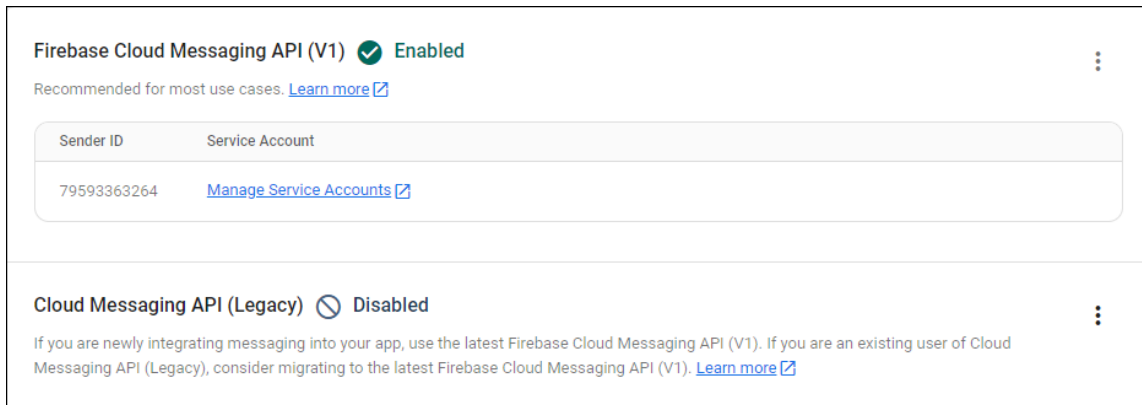 Firebase Cloud Messaging API (V1) Enabled
Recommended for most use cases. Learn more
Sender ID Service Account
79593363264 Manage Service Accounts
Cloud Messaging API (Legacy) Disabled
If you are newly integrating messaging into your app, use the latest Firebase Cloud Messaging API (V1). If you are an existing user of Cloud
Messaging API (Legacy), consider migrating to the latest Firebase Cloud Messaging API (V1). Learn more